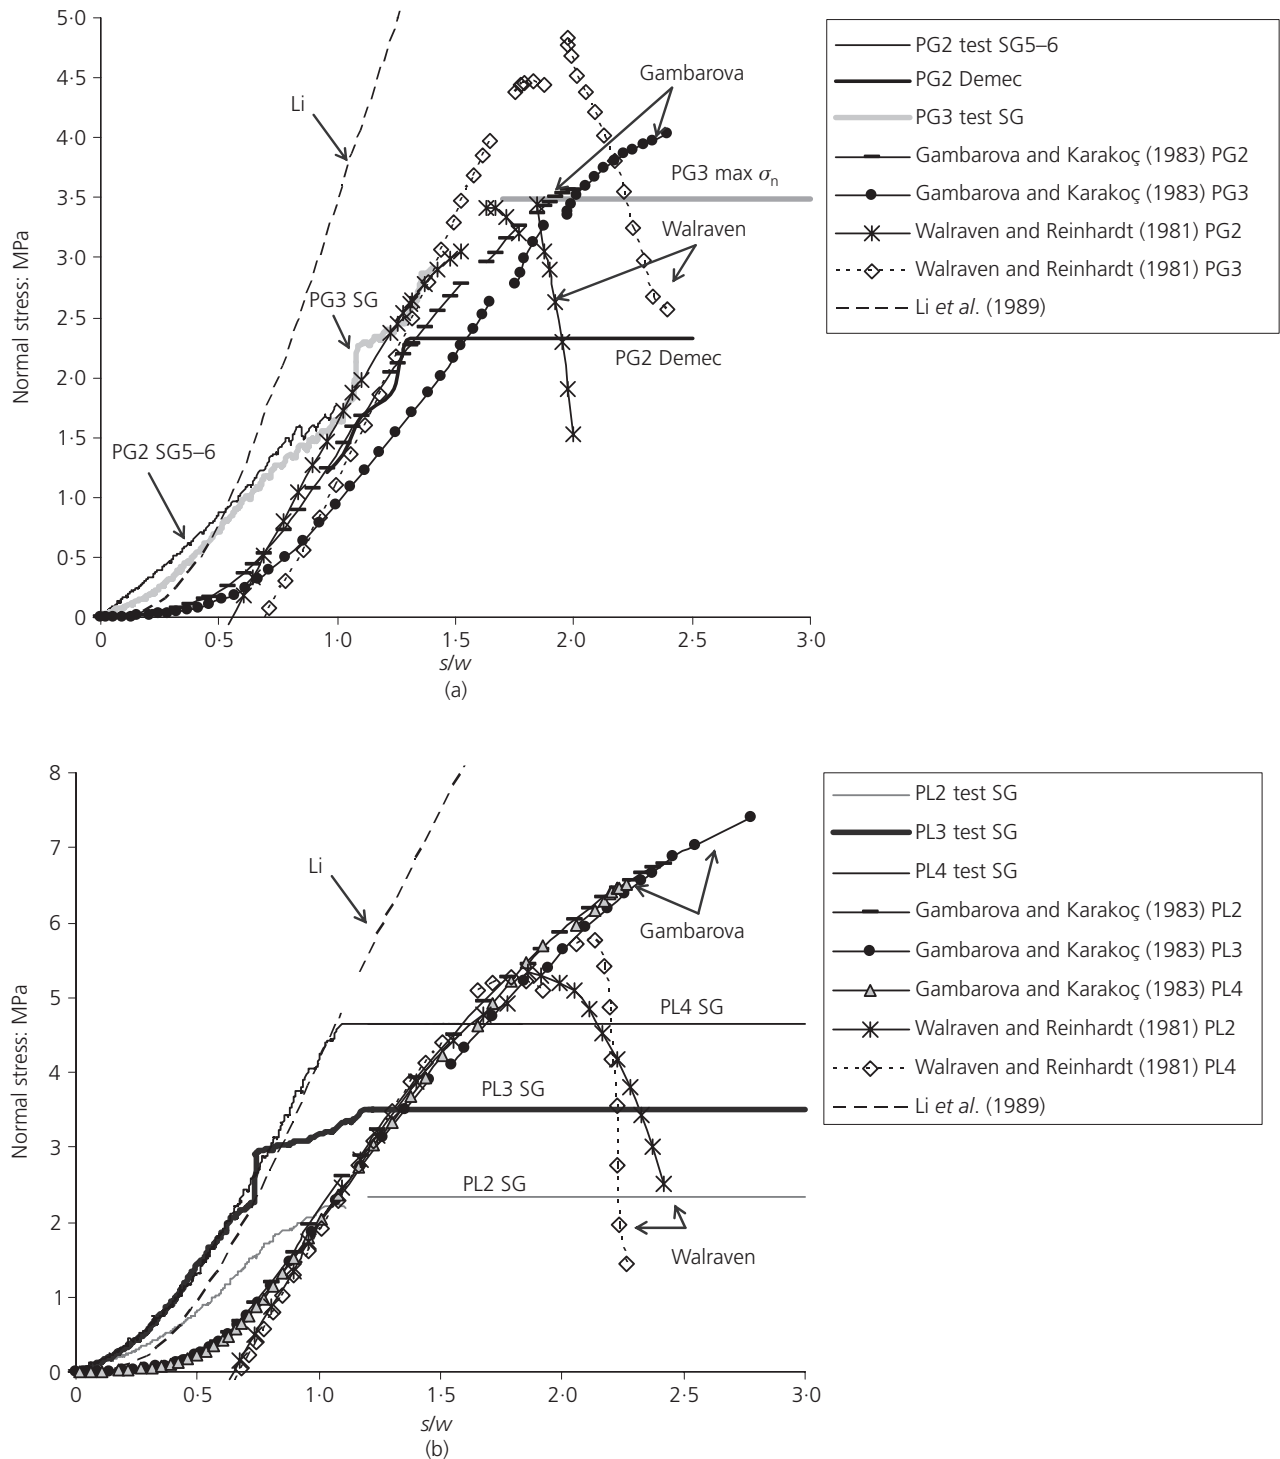 5·0
4·5
4·0
3·5
3·0
2·5
2·0
1·5
1·0
0·5
0
Normal stress: MPa
0
0·5
1·0
1·5
2·0
2·5
3·0
s/w
(a)
Li
Gambarova
PG3 max σn
Walraven
PG3 SG
PG2 Demec
PG2 SG5–6
PG2 test SG5–6
PG2 Demec
PG3 test SG
Gambarova and Karakoç (1983) PG2
Gambarova and Karakoç (1983) PG3
Walraven and Reinhardt (1981) PG2
Walraven and Reinhardt (1981) PG3
Li et al. (1989)
8
7
6
5
4
3
2
1
0
Normal stress: MPa
0
0·5
1·0
1·5
2·0
2·5
3·0
s/w
(b)
Li
Gambarova
PL4 SG
PL3 SG
PL2 SG
Walraven
PL2 test SG
PL3 test SG
PL4 test SG
Gambarova and Karakoç (1983) PL2
Gambarova and Karakoç (1983) PL3
Gambarova and Karakoç (1983) PL4
Walraven and Reinhardt (1981) PL2
Walraven and Reinhardt (1981) PL4
Li et al. (1989)